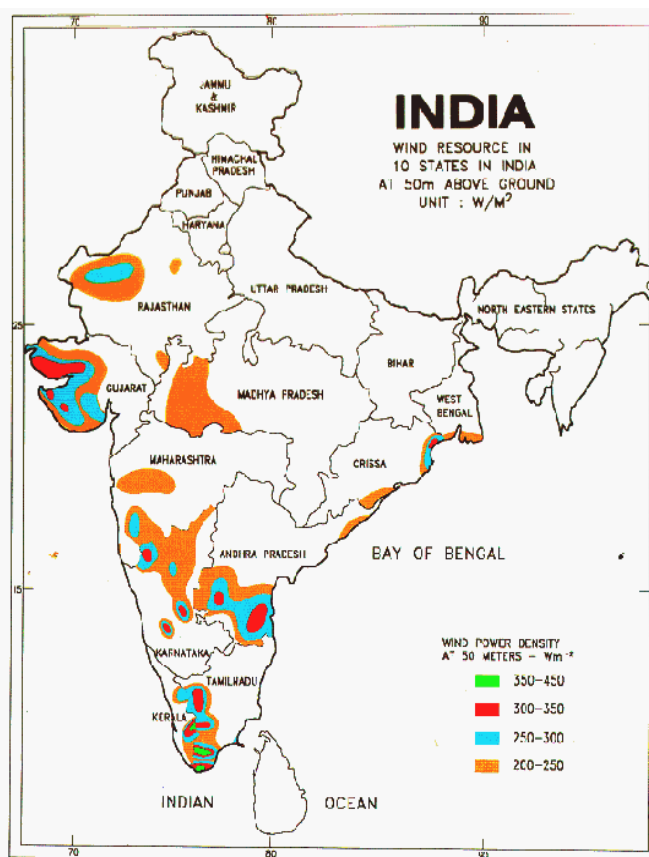 70
80
90
JAMMU
&
KASHMIR
INDIA
WIND RESOURCE IN
10 STATES IN INDIA
AT 50m ABOVE GROUND
UNIT : W/M²
HIMACHAL
PRADESH
PUNJAB
HARYANA
UTTAR PRADESH
RAJASTHAN
NORTH EASTERN STATES
25
BIHAR
GUJARAT
MADHYA PRADESH
WEST
BENGAL
MAHARASHTRA
ORISSA
ANDHRA PRADESH
BAY OF BENGAL
15
KARNATAKA
TAMILNADU
KERALA
WIND POWER DENSITY
AT 50 METERS - Wm⁻²
350-450
300-350
250-300
200-250
INDIAN OCEAN
70
80